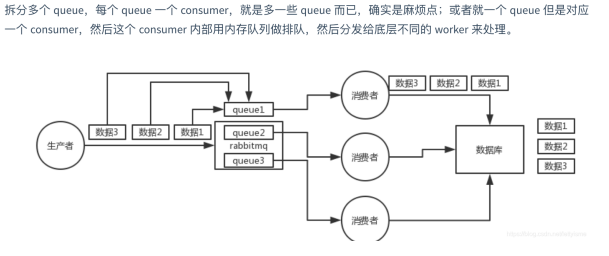 拆分多个 queue，每个 queue 一个 consumer，就是多一些 queue 而已，确实是麻烦点；或者就一个 queue 但是对应
一个 consumer，然后这个 consumer 内部用内存队列做排队，然后分发给底层不同的 worker 来处理。
消费者
数据3 数据2 数据1
queue1
数据3 数据2 数据1
queue2
生产者
rabbitmq
queue3
消费者
数据库
数据1
数据2
数据3
消费者